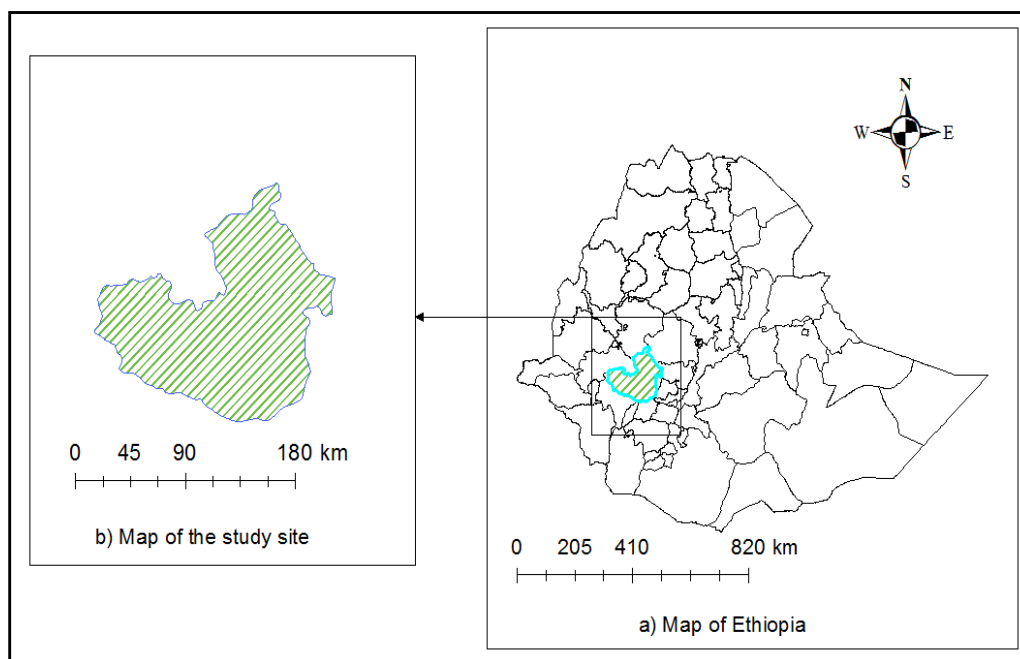 0 45 90 180 km
b) Map of the study site
N
W E
S
0 205 410 820 km
a) Map of Ethiopia